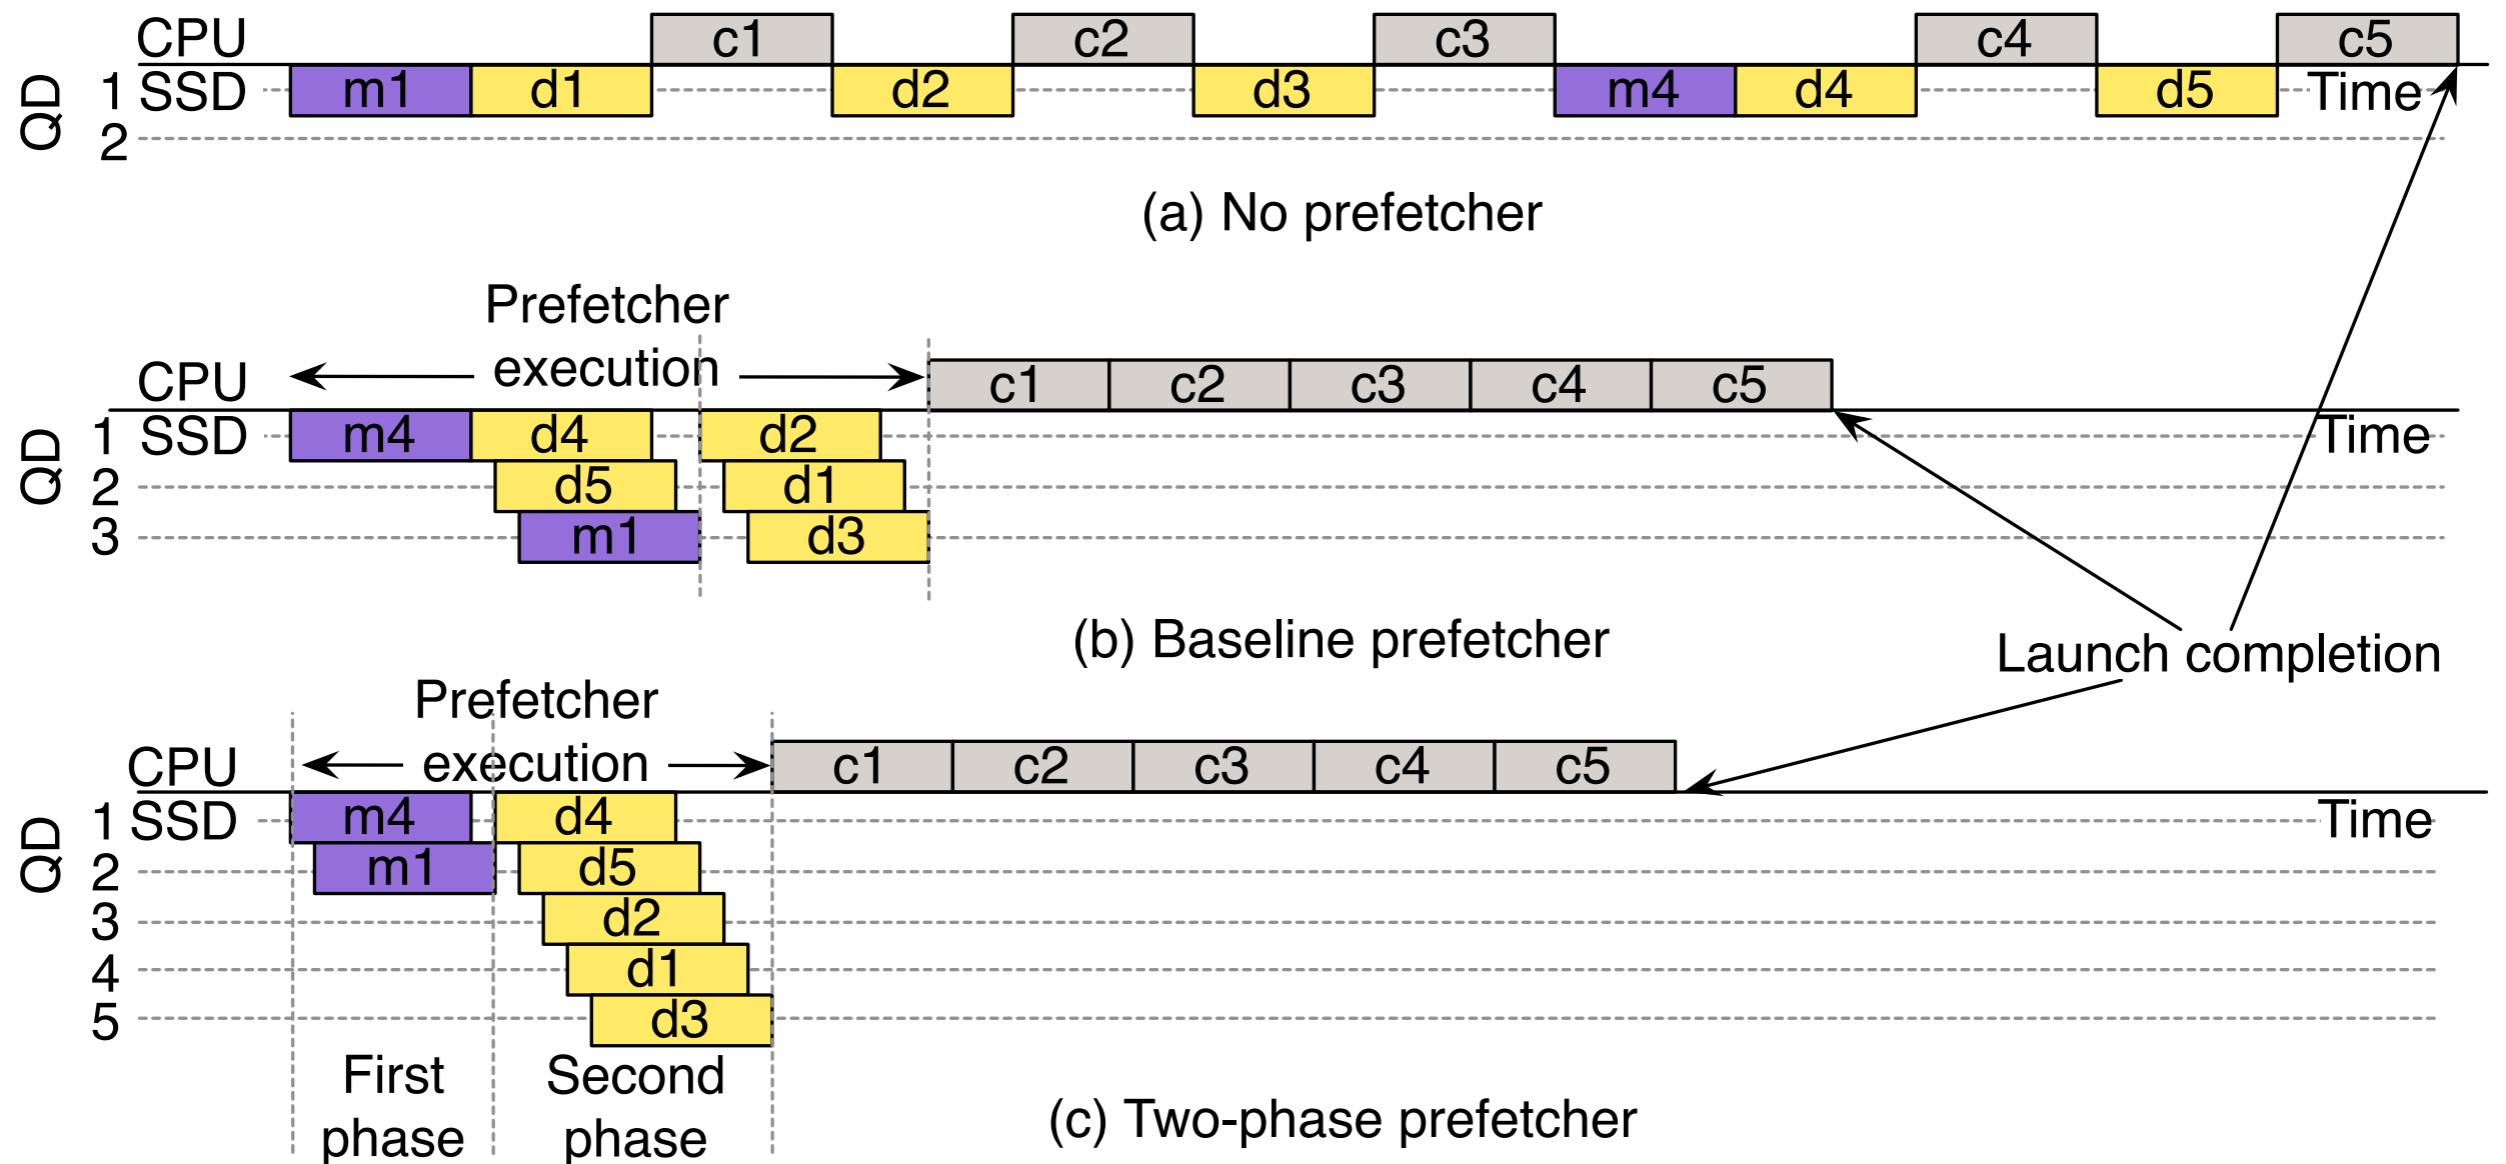 CPU c1 c2 c3 c4 c5
QD 1 SSD m1 d1 d2 d3 m4 d4 d5 Time
2
(a) No prefetcher
Prefetcher
execution
CPU c1 c2 c3 c4 c5
QD 1 SSD m4 d4 d2 Time
2 d5 d1
3 m1 d3
(b) Baseline prefetcher
Launch completion
Prefetcher
execution
CPU c1 c2 c3 c4 c5
QD 1 SSD m4 d4 Time
2 m1 d5
3 d2
4 d1
5 d3
First
phase
Second
phase
(c) Two-phase prefetcher